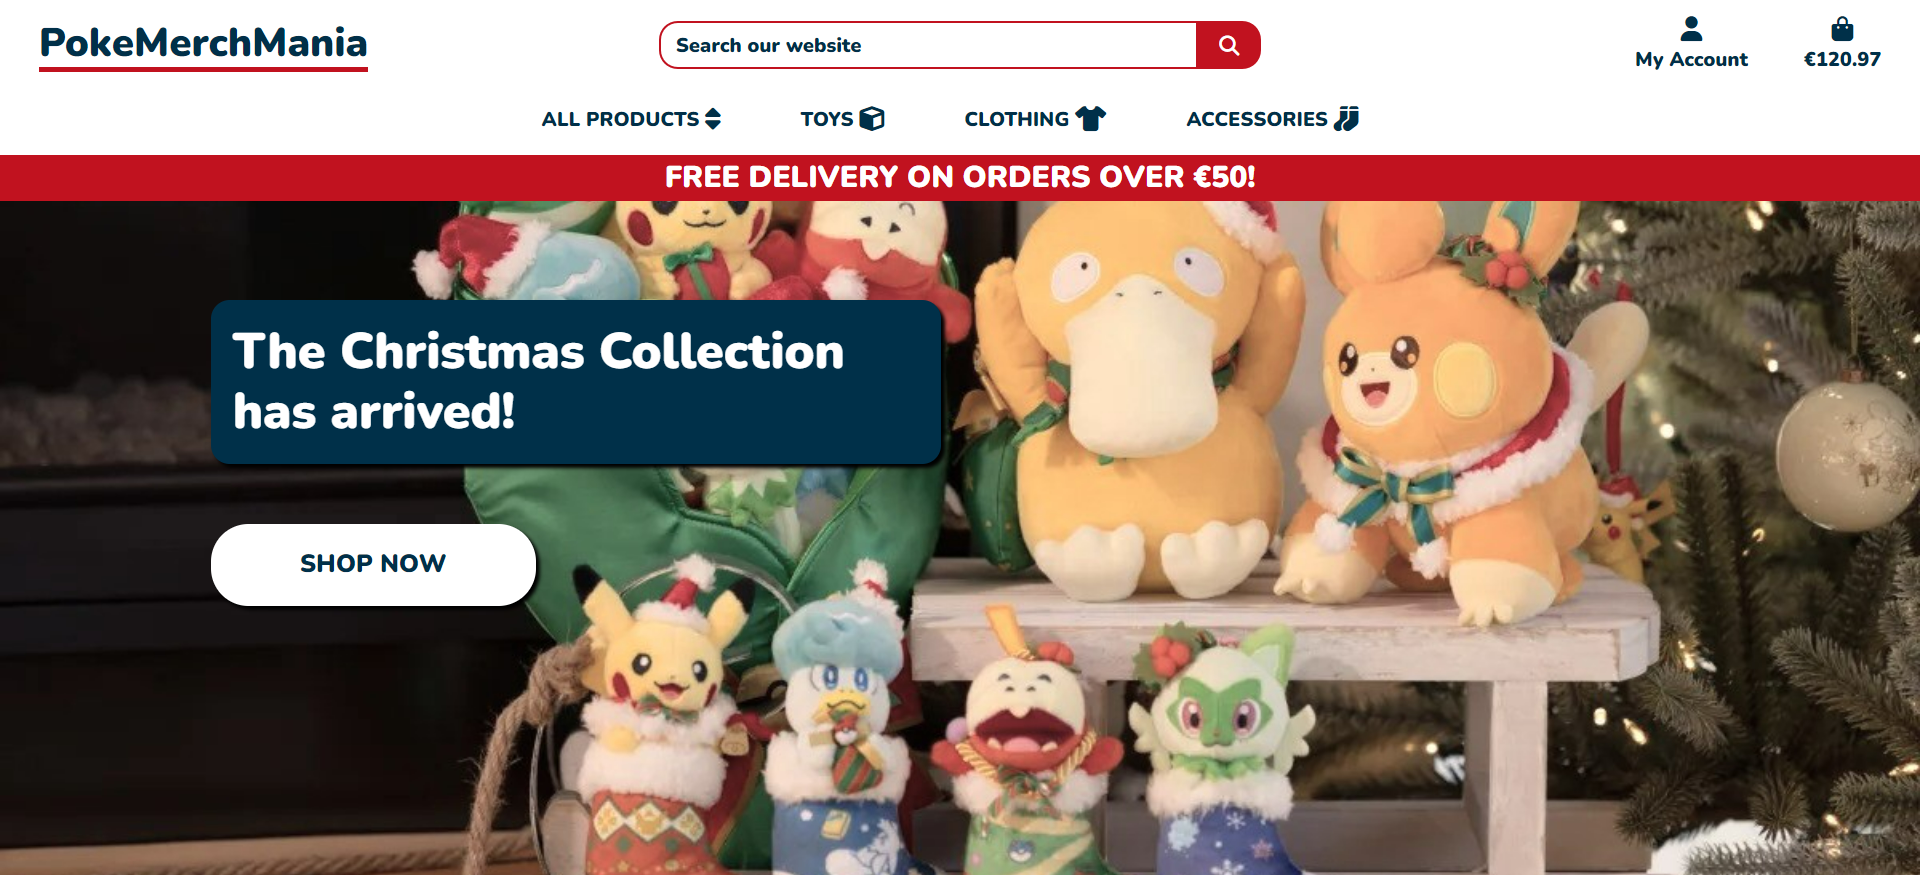 PokeMerchMania
Search our website
My Account
€120.97
ALL PRODUCTS
TOYS
CLOTHING
ACCESSORIES
FREE DELIVERY ON ORDERS OVER €50!
The Christmas Collection
has arrived!
SHOP NOW